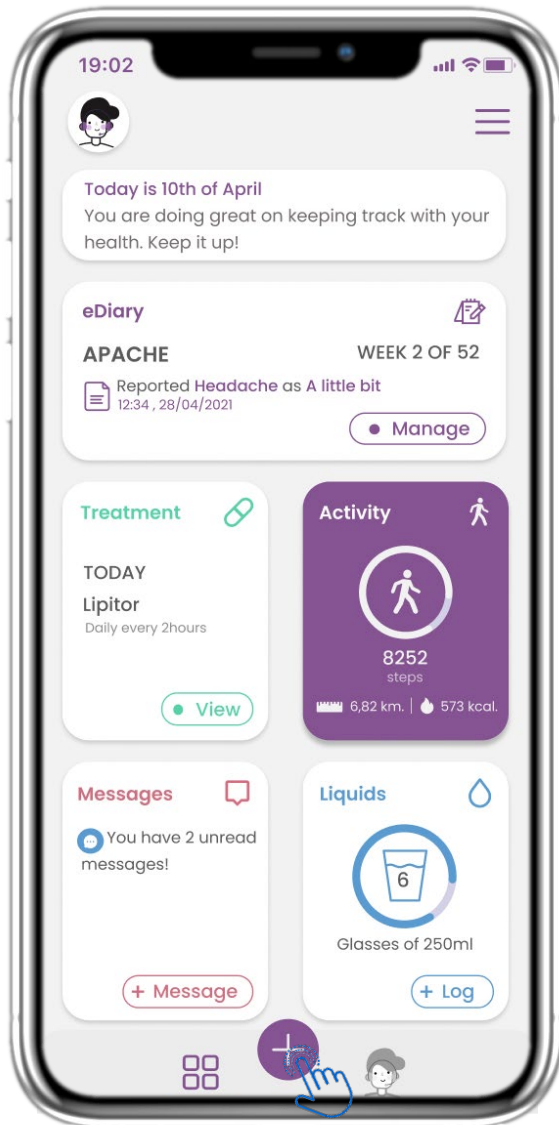 19:02
Today is 10th of April
You are doing great on keeping track with your
health. Keep it up!
eDiary
APACHE
WEEK 2 OF 52
Reported Headache as A little bit
12:34 , 28/04/2021
Manage
Treatment
TODAY
Lipitor
Daily every 2hours
View
Activity
8252
steps
6,82 km.
573 kcal.
Messages
You have 2 unread
messages!
+ Message
Liquids
6
Glasses of 250ml
+ Log